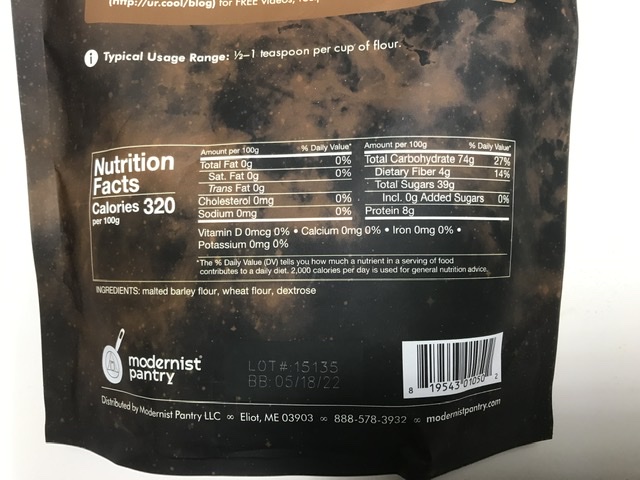 (http://ur.cool/blog) for FREE videos,
i Typical Usage Range: ½–1 teaspoon per cup of flour.
Nutrition Facts
Calories 320
per 100g
Amount per 100g % Daily Value*
Total Fat 0g 0%
Sat. Fat 0g 0%
Trans Fat 0g
Cholesterol 0mg 0%
Sodium 0mg 0%
Amount per 100g % Daily Value*
Total Carbohydrate 74g 27%
Dietary Fiber 4g 14%
Total Sugars 39g
Incl. 0g Added Sugars 0%
Protein 8g
Vitamin D 0mcg 0% • Calcium 0mg 0% • Iron 0mg 0% •
Potassium 0mg 0%
*The % Daily Value (DV) tells you how much a nutrient in a serving of food
contributes to a daily diet. 2,000 calories per day is used for general nutrition advice.
INGREDIENTS: malted barley flour, wheat flour, dextrose
modernist
pantry
LOT# 15135
BB: 05/18/22
8 19543 01050 2
Distributed by Modernist Pantry LLC ∞ Eliot, ME 03903 ∞ 888-578-3932 ∞ modernistpantry.com